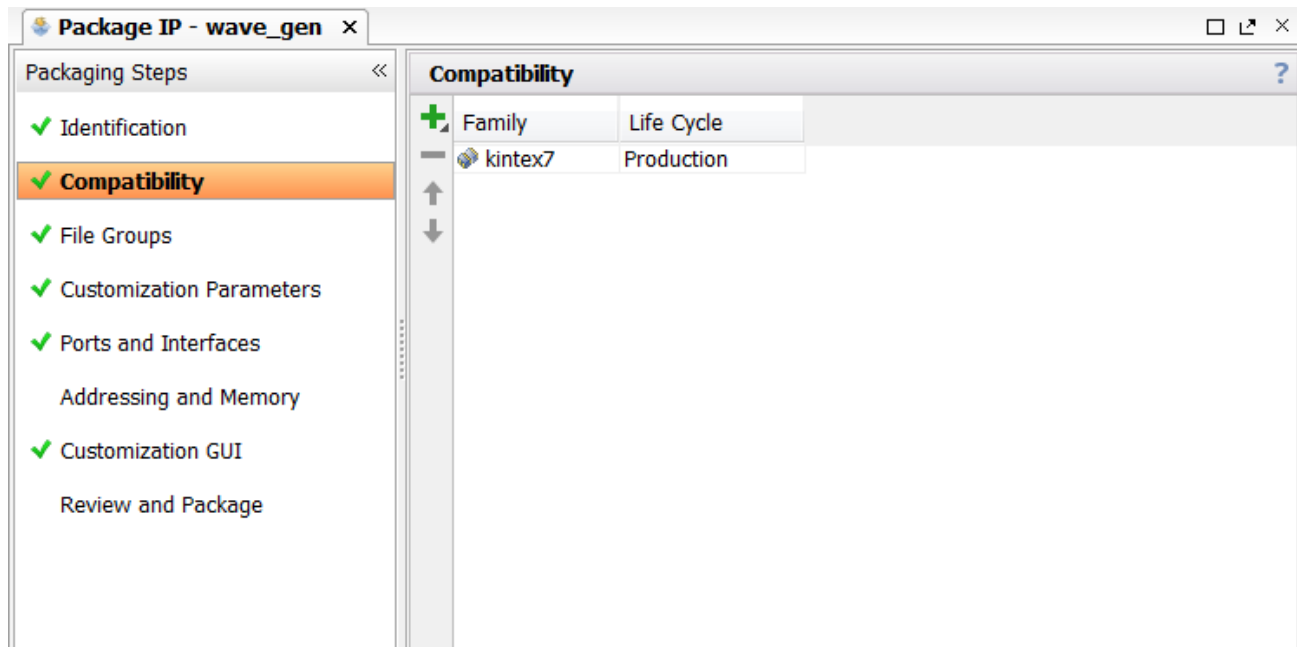 Package IP - wave_gen
Packaging Steps
Identification
Compatibility
File Groups
Customization Parameters
Ports and Interfaces
Addressing and Memory
Customization GUI
Review and Package
Compatibility
?
Family Life Cycle
kintex7 Production